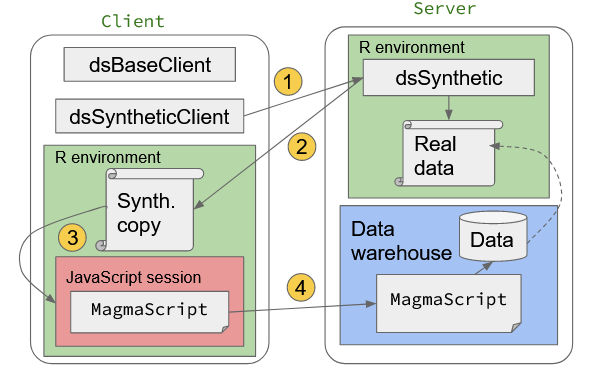 Client
Server
dsBaseClient
dsSyntheticClient
1
R environment
dsSynthetic
2
Real
data
R environment
Synth.
copy
3
JavaScript session
MagmaScript
4
Data
warehouse
Data
MagmaScript